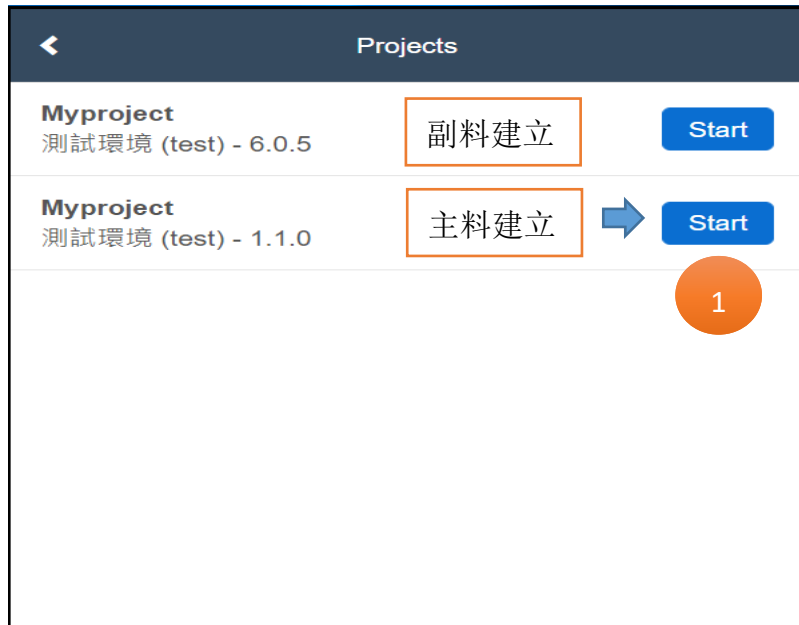 Projects
Myproject
測試環境 (test) - 6.0.5
副料建立
Start
Myproject
測試環境 (test) - 1.1.0
主料建立
Start
1